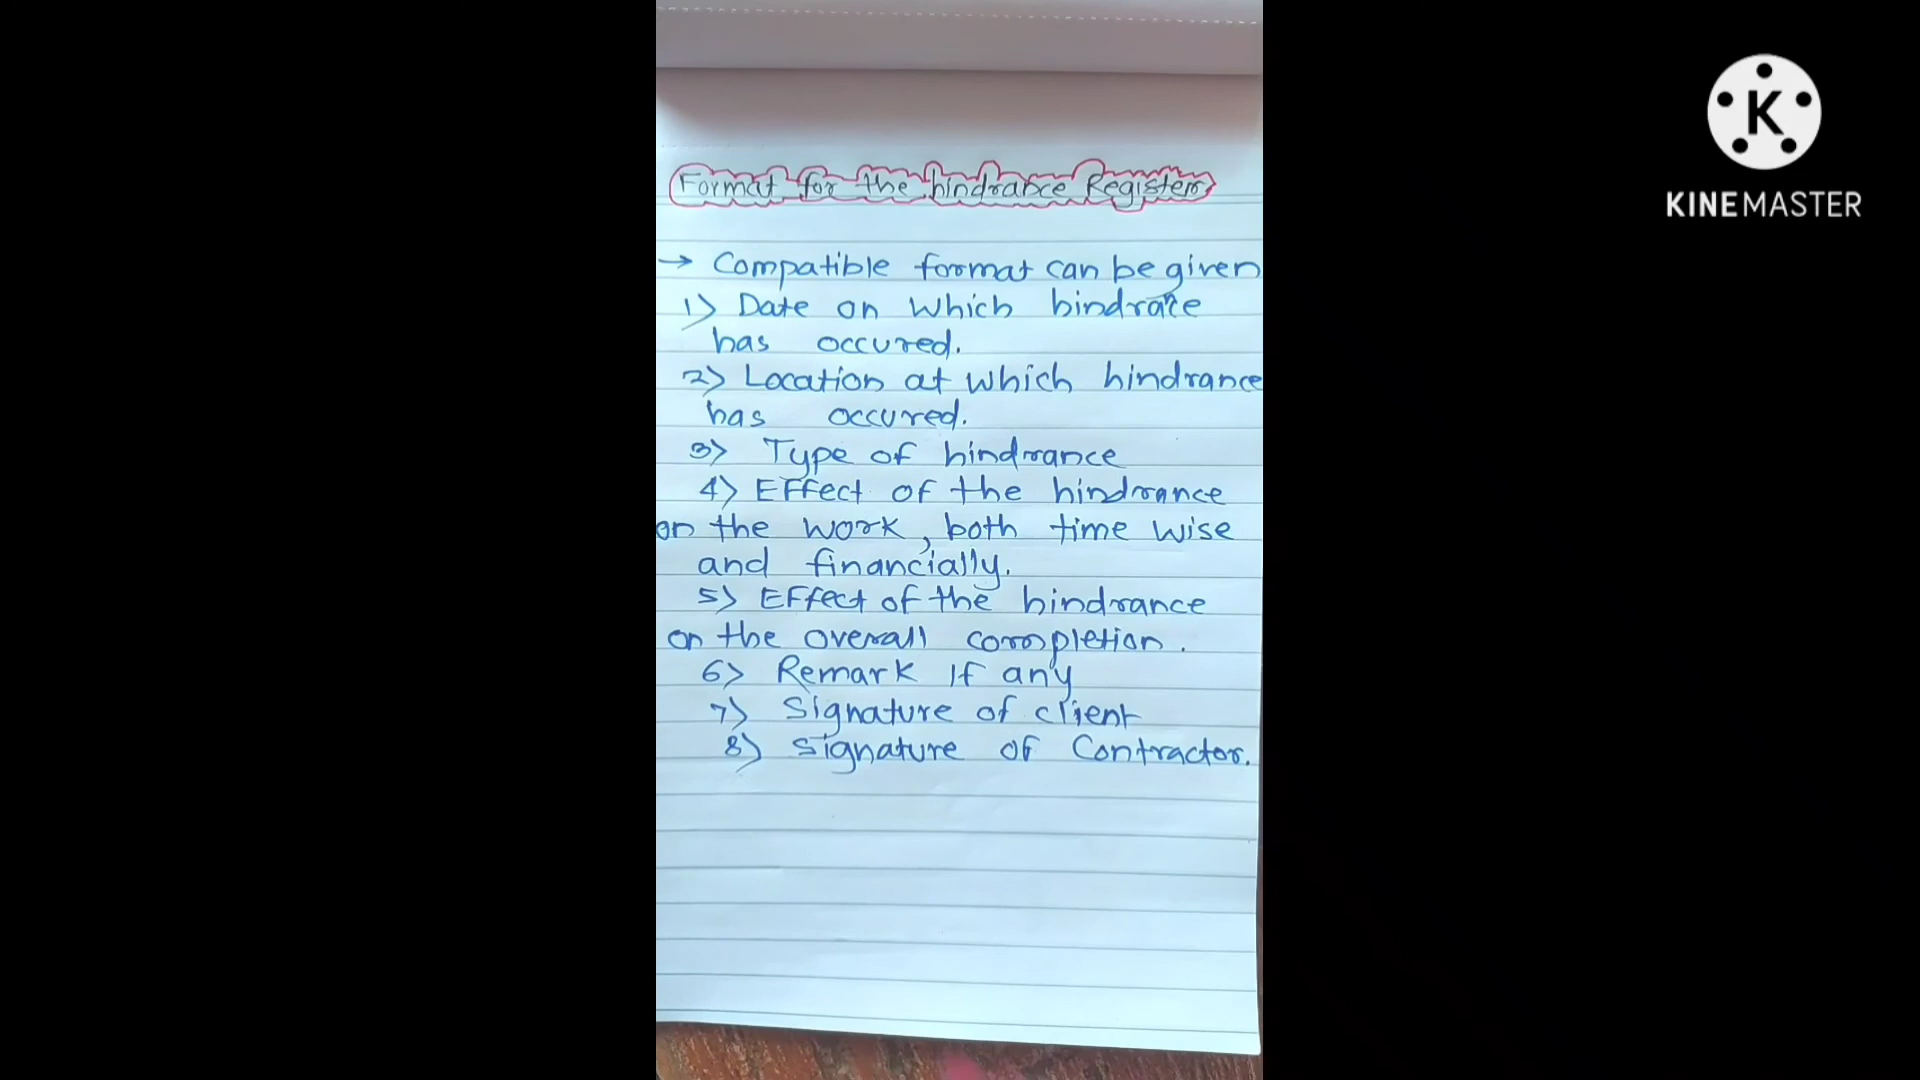 Format for the hindrance Register
→ Compatible format can be given
1) Date on which hindrace
has occured.
2) Location at which hindrance
has occured.
3) Type of hindrance
4) Effect of the hindrance
on the work, both time wise
and financially.
5) Effect of the hindrance
on the overall completion.
6) Remark If any
7) Signature of client
8) Signature of Contractor.
K
KINEMASTER